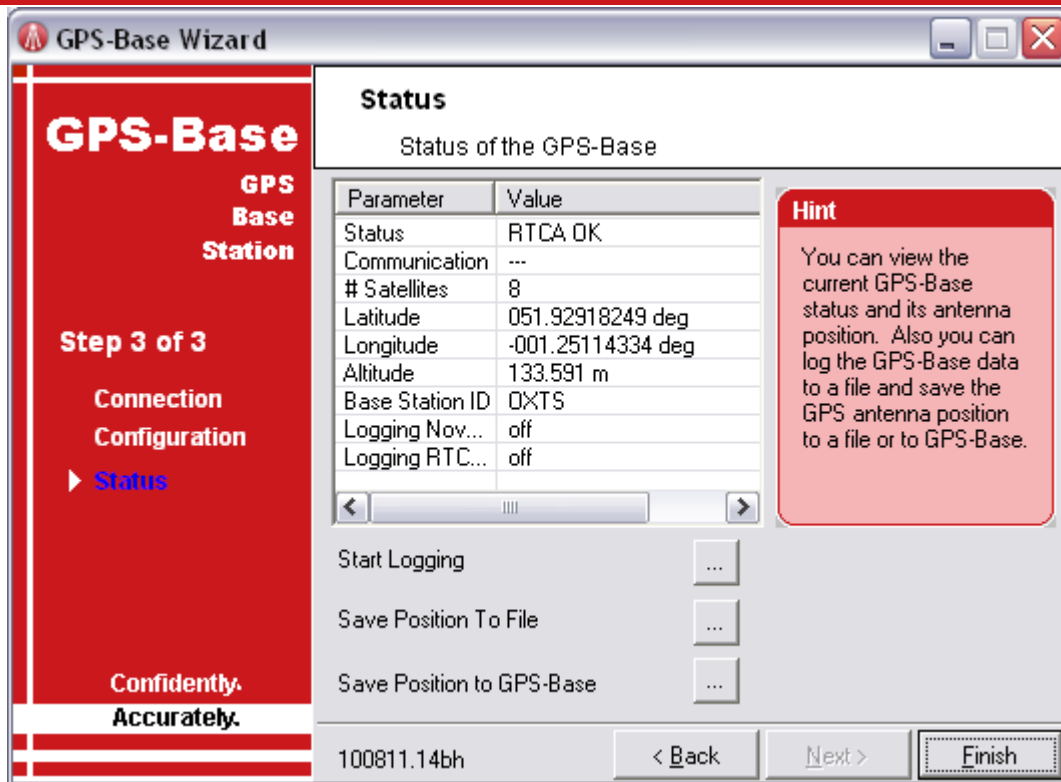 GPS-Base Wizard
GPS-Base
GPS
Base
Station
Step 3 of 3
Connection
Configuration
Status
Confidently.
Accurately.
Status
Status of the GPS-Base
Parameter Value
Status RTCA OK
Communication ---
# Satellites 8
Latitude 051.92918249 deg
Longitude -001.25114334 deg
Altitude 133.591 m
Base Station ID OXTS
Logging Nov... off
Logging RTC... off
Hint
You can view the
current GPS-Base
status and its antenna
position. Also you can
log the GPS-Base data
to a file and save the
GPS antenna position
to a file or to GPS-Base.
Start Logging ...
Save Position To File ...
Save Position to GPS-Base ...
100811.14bh < Back Next > Finish